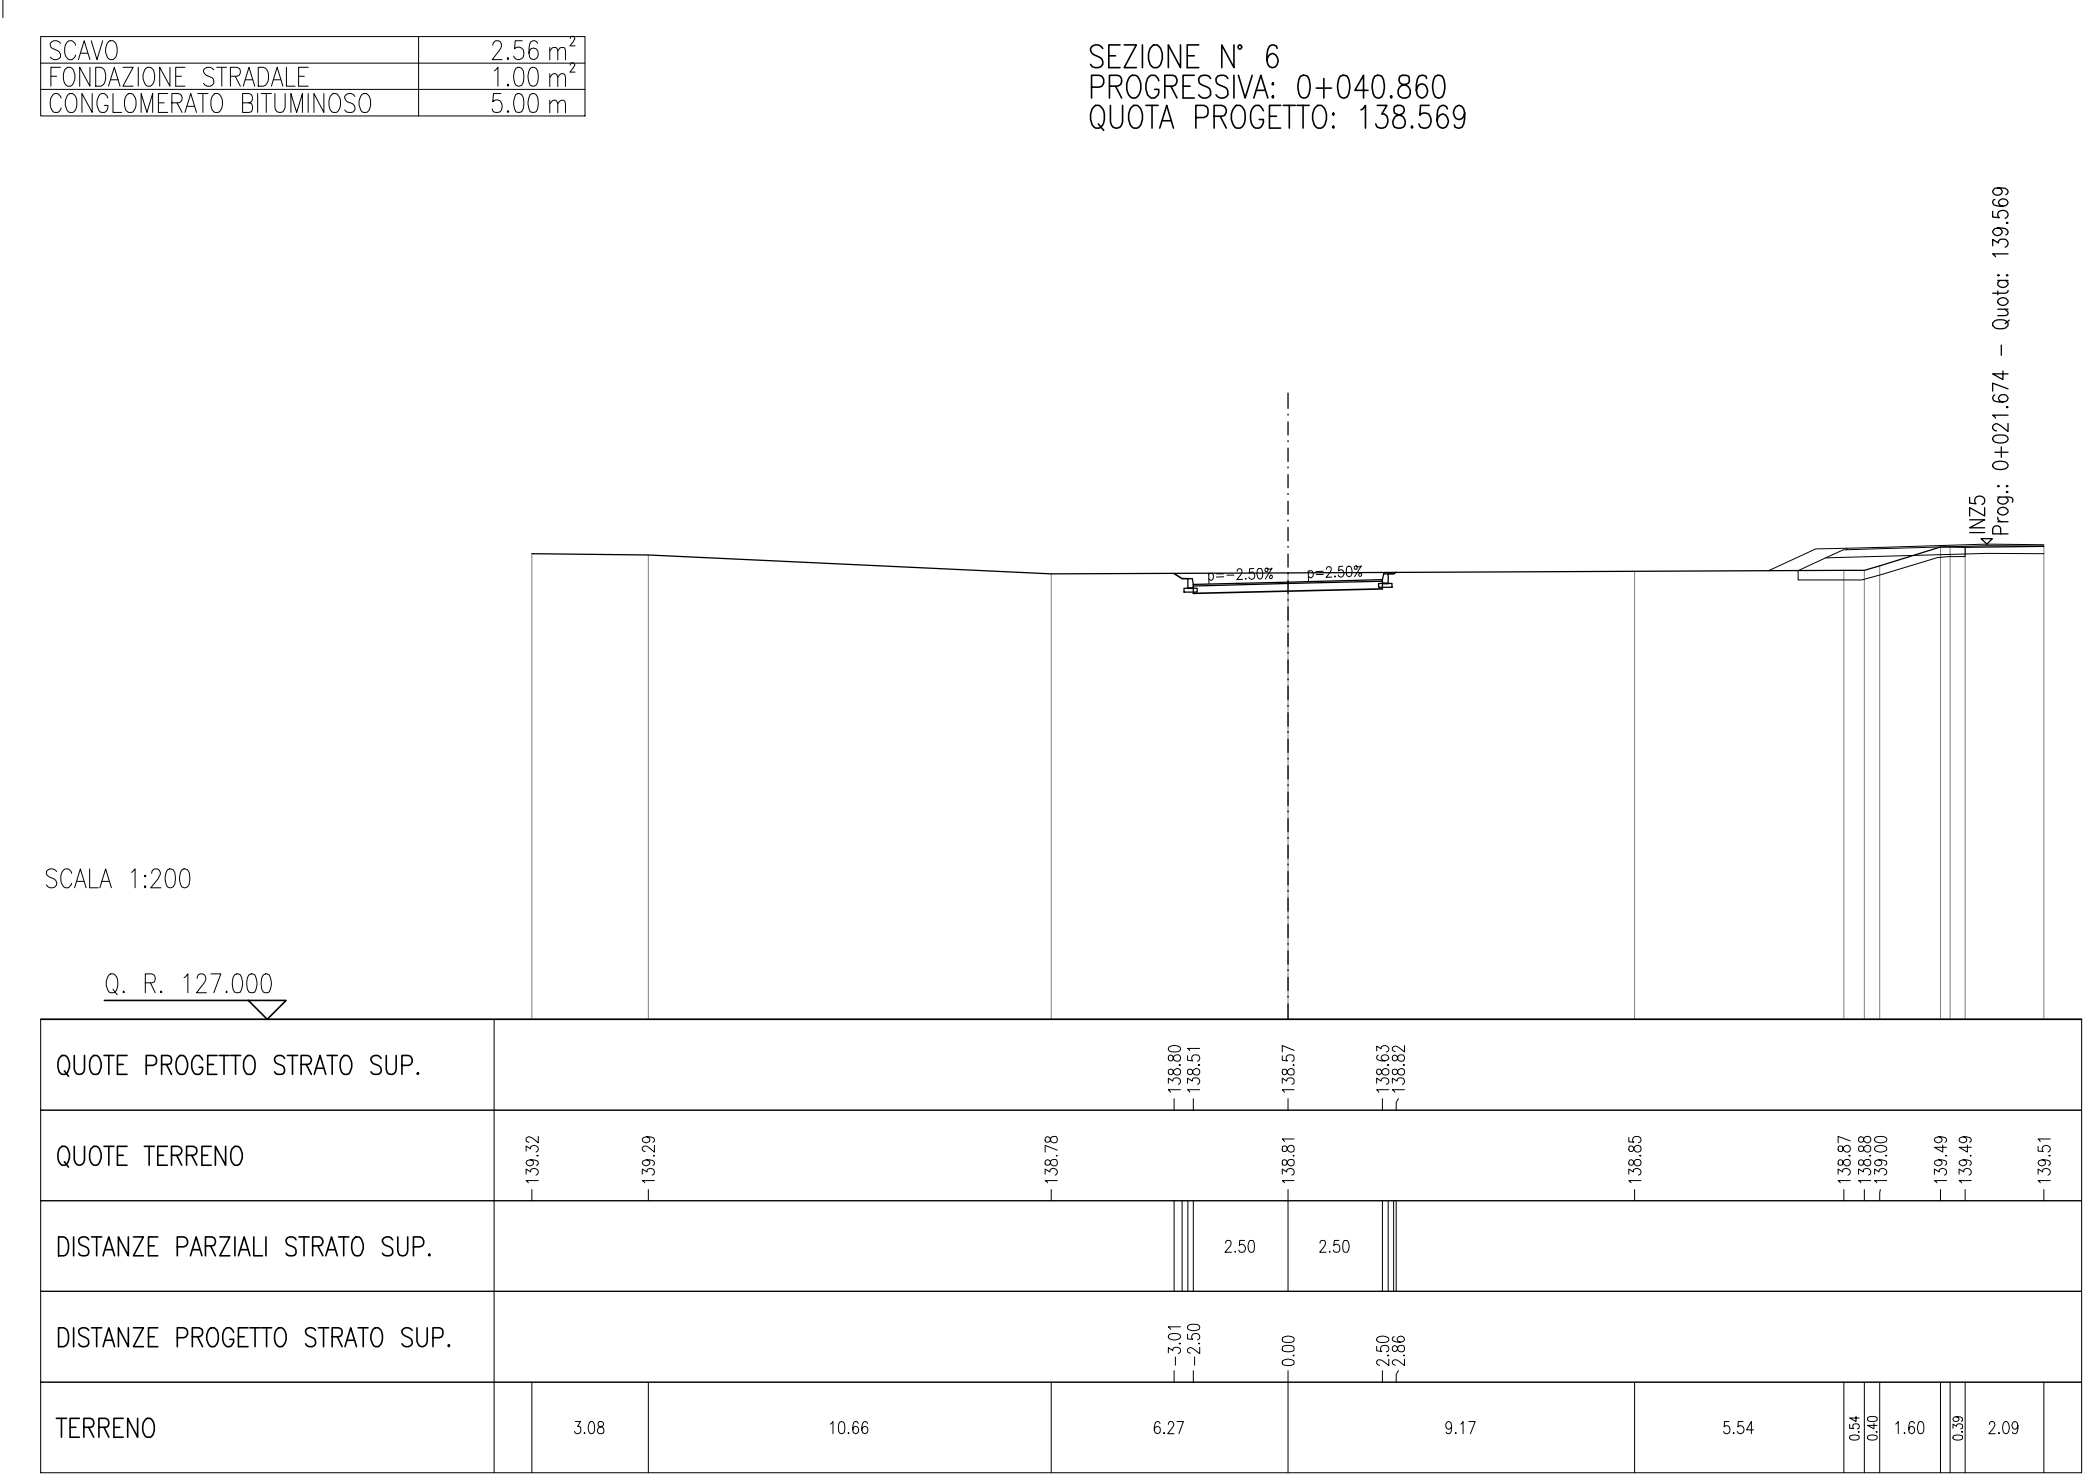 SCAVO 2.56 m²
FONDAZIONE STRADALE 1.00 m²
CONGLOMERATO BITUMINOSO 5.00 m
SEZIONE N° 6
PROGRESSIVA: 0+040.860
QUOTA PROGETTO: 138.569
INZ5
Prog.: 0+021.674 - Quota: 139.569
p=-2.50% p=2.50%
SCALA 1:200
Q. R. 127.000
QUOTE PROGETTO STRATO SUP. 138.80 138.51 138.57 138.63 138.82
QUOTE TERRENO 139.32 139.29 138.78 138.81 138.85 138.87 138.88 139.00 139.49 139.49 139.51
DISTANZE PARZIALI STRATO SUP. 2.50 2.50
DISTANZE PROGETTO STRATO SUP. -3.01 -2.50 0.00 2.50 2.86
TERRENO 3.08 10.66 6.27 9.17 5.54 0.54 0.40 1.60 0.39 2.09